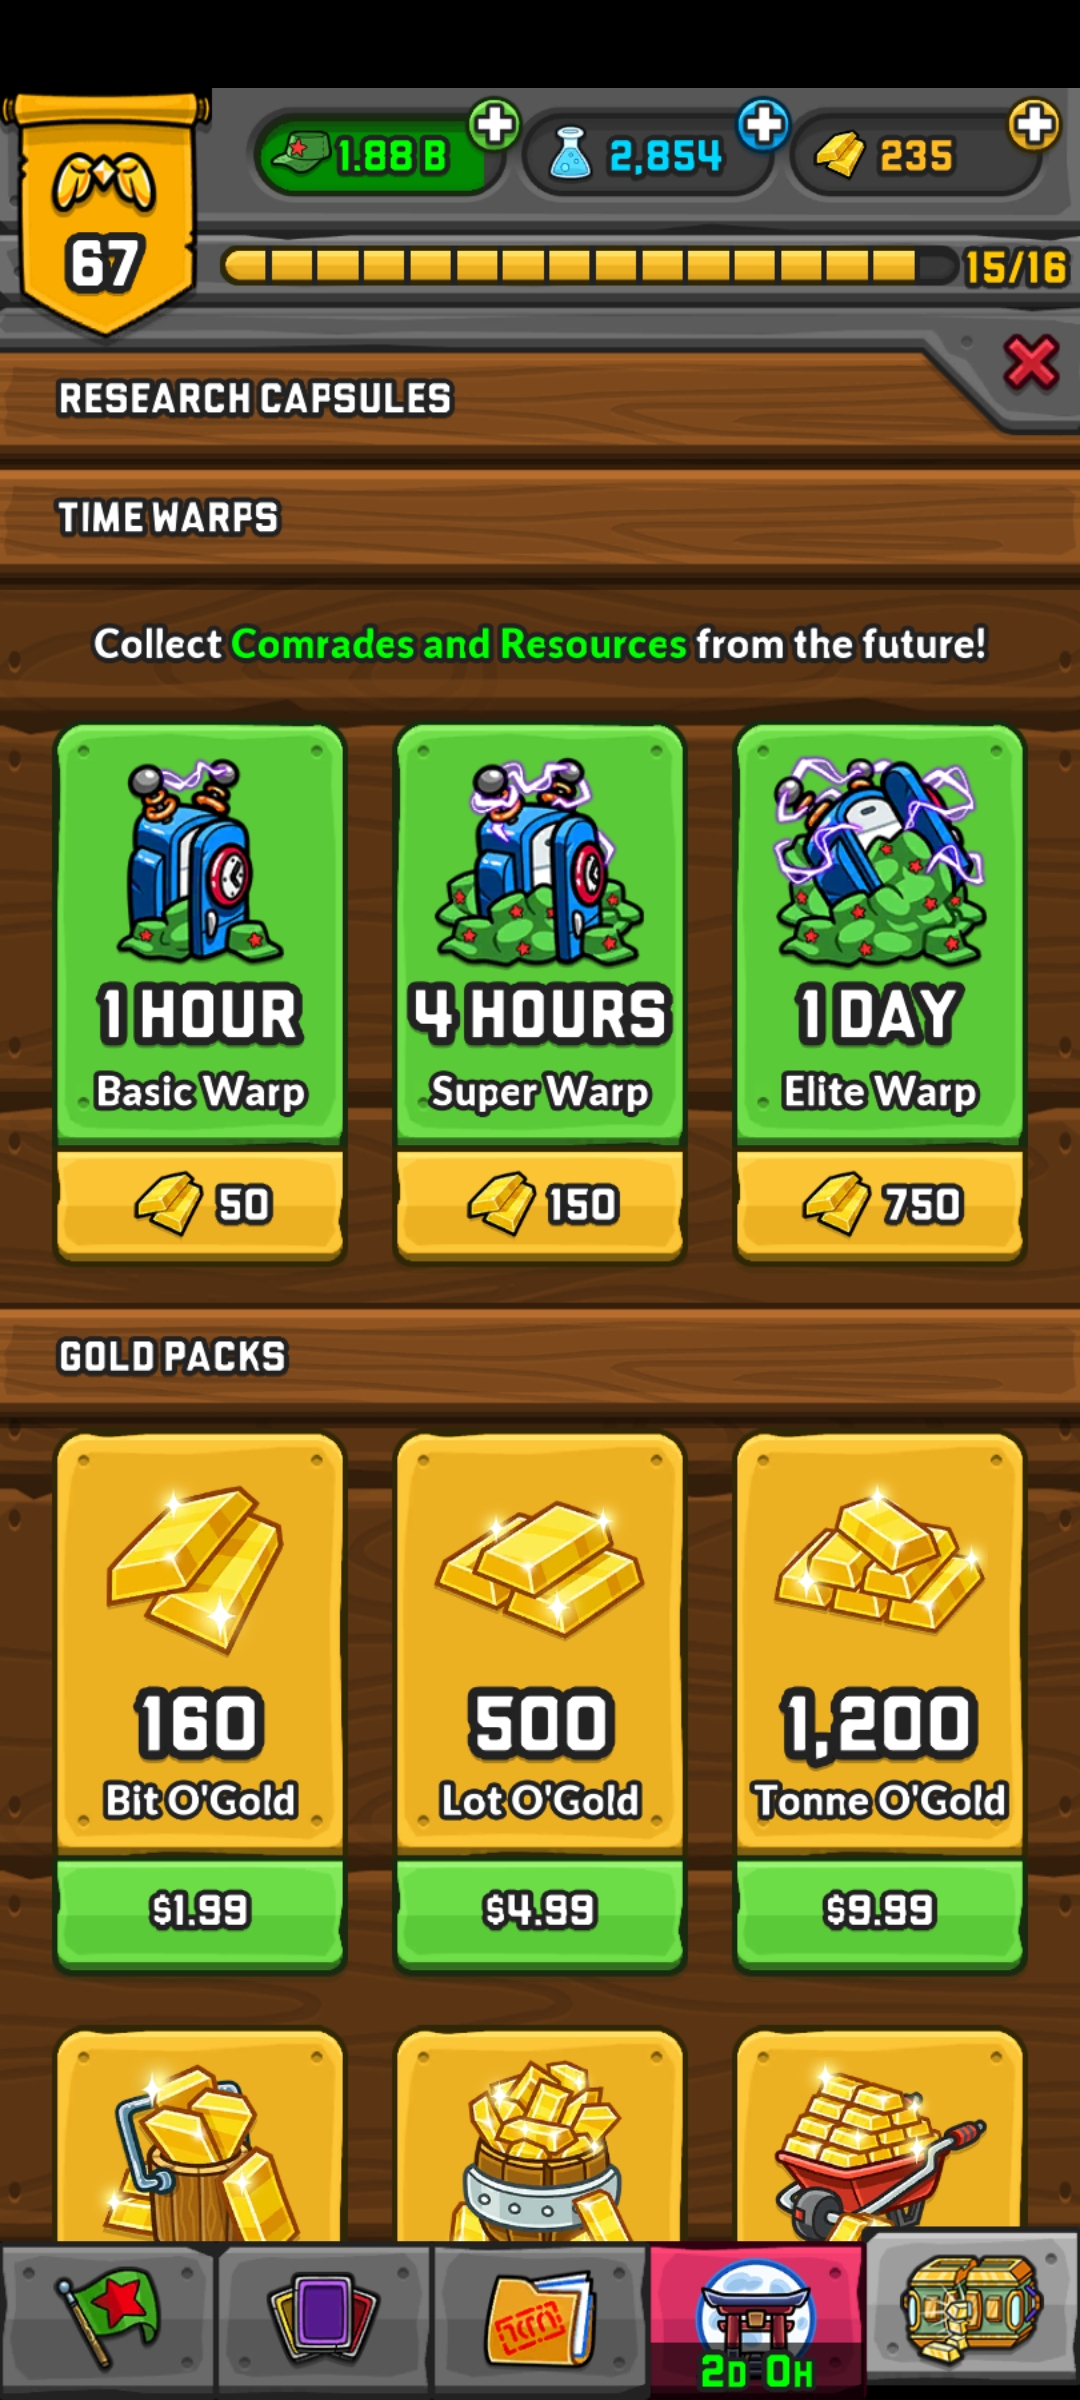 1.88 B
2,854
235
67
15/16
RESEARCH CAPSULES
TIME WARPS
Collect Comrades and Resources from the future!
1 HOUR
Basic Warp
50
4 HOURS
Super Warp
150
1 DAY
Elite Warp
750
GOLD PACKS
160
Bit O'Gold
$1.99
500
Lot O'Gold
$4.99
1,200
Tonne O'Gold
$9.99
2D 0H